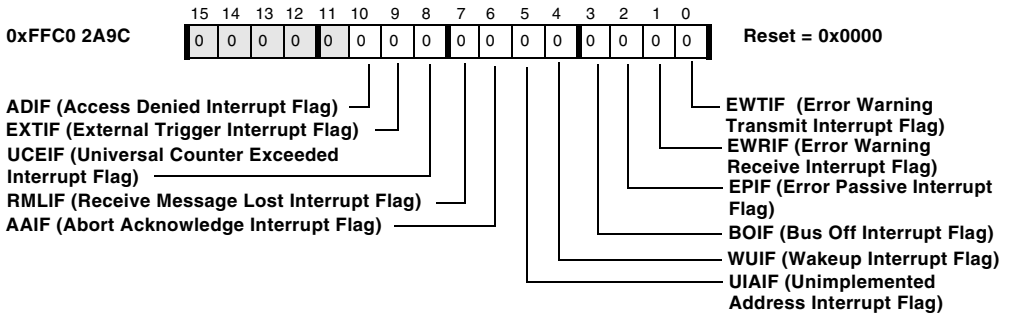 15 14 13 12 11 10 9 8 7 6 5 4 3 2 1 0
0xFFC0 2A9C
0 0 0 0 0 0 0 0 0 0 0 0 0 0 0 0
Reset = 0x0000
ADIF (Access Denied Interrupt Flag)
EXTIF (External Trigger Interrupt Flag)
UCEIF (Universal Counter Exceeded
Interrupt Flag)
RMLIF (Receive Message Lost Interrupt Flag)
AAIF (Abort Acknowledge Interrupt Flag)
EWTIF (Error Warning
Transmit Interrupt Flag)
EWRIF (Error Warning
Receive Interrupt Flag)
EPIF (Error Passive Interrupt
Flag)
BOIF (Bus Off Interrupt Flag)
WUIF (Wakeup Interrupt Flag)
UIAIF (Unimplemented
Address Interrupt Flag)